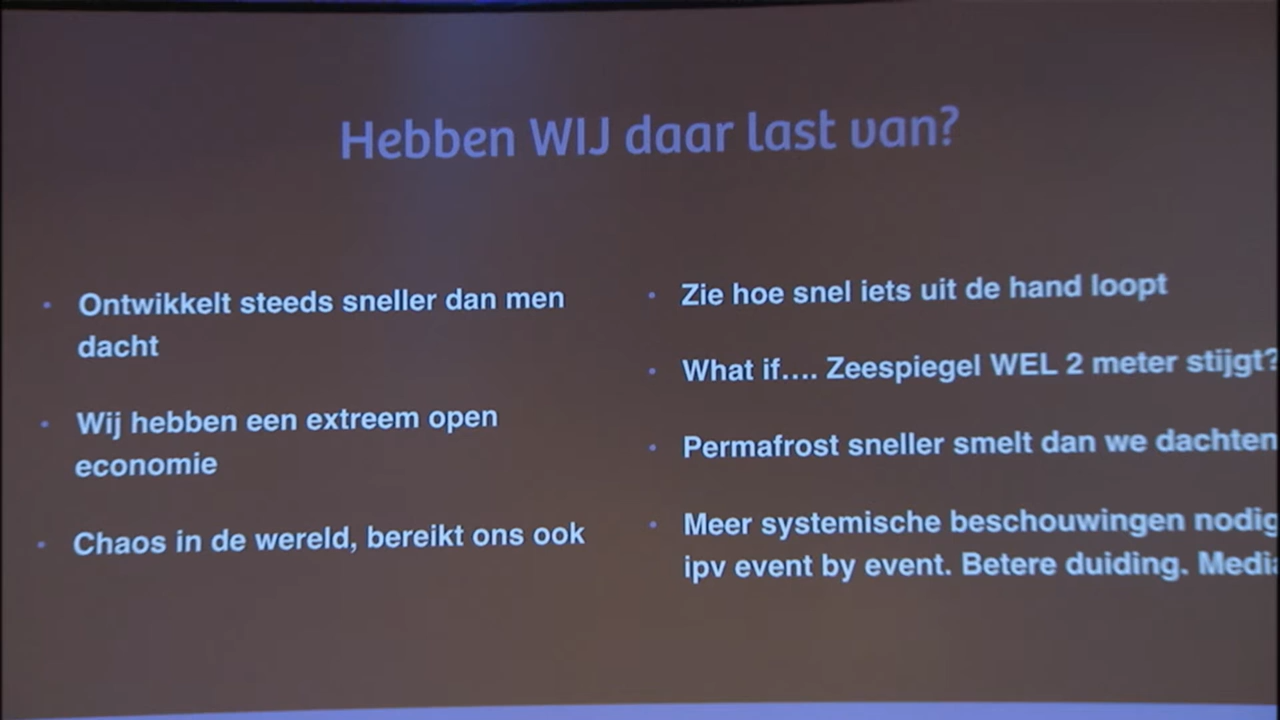 Hebben WIJ daar last van?
Ontwikkelt steeds sneller dan men
dacht
Wij hebben een extreem open
economie
Chaos in de wereld, bereikt ons ook
Zie hoe snel iets uit de hand loopt
What if.... Zeespiegel WEL 2 meter stijgt?
Permafrost sneller smelt dan we dachten
Meer systemische beschouwingen nodig
ipv event by event. Betere duiding.